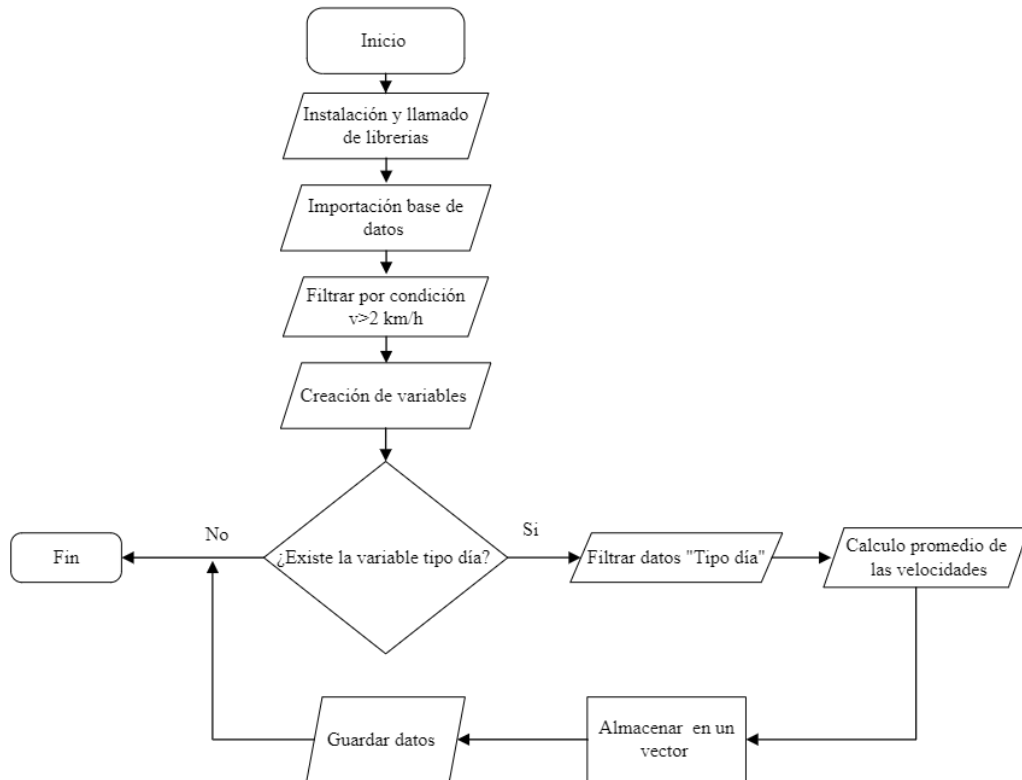 Inicio
Instalación y llamado
de librerias
Importación base de
datos
Filtrar por condición
v>2 km/h
Creación de variables
¿Existe la variable tipo día?
No
Fin
Si
Filtrar datos "Tipo día"
Calculo promedio de
las velocidades
Almacenar en un
vector
Guardar datos